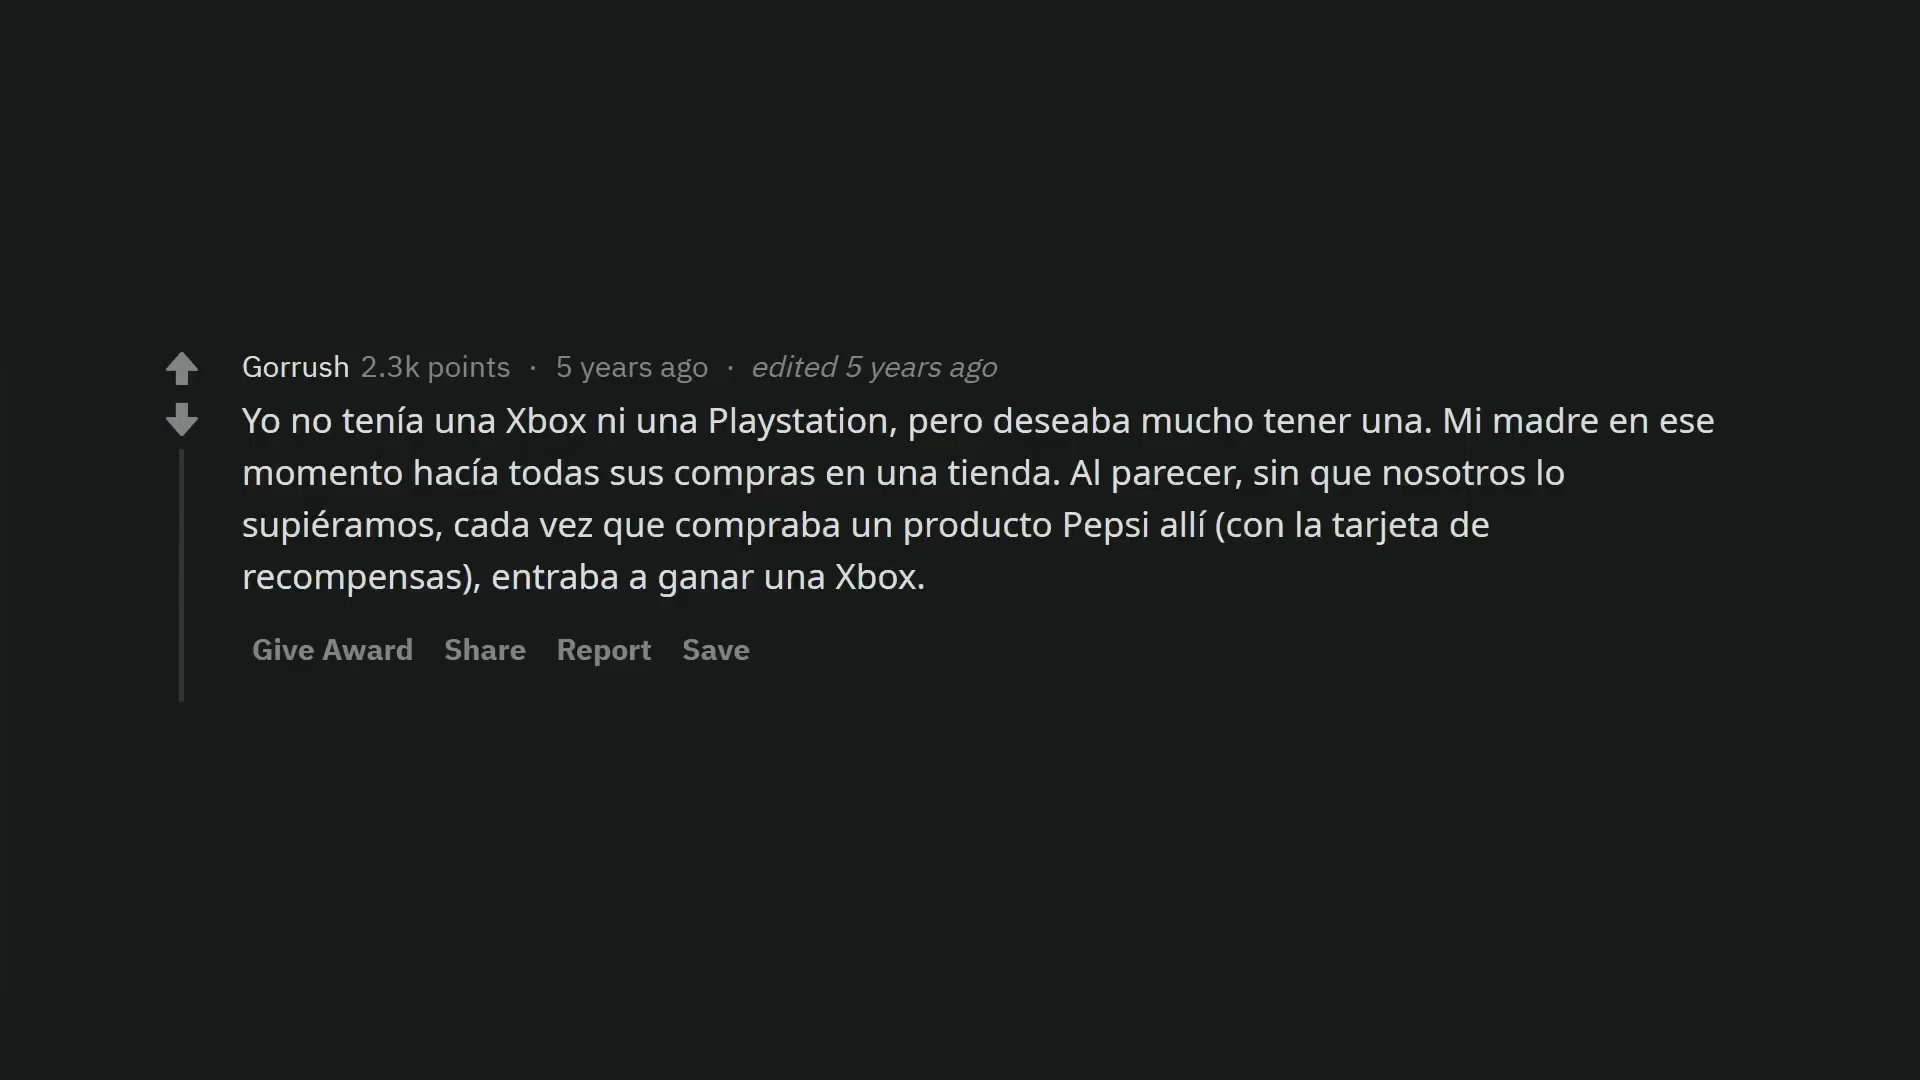 Gorrush 2.3k points · 5 years ago · edited 5 years ago
Yo no tenía una Xbox ni una Playstation, pero deseaba mucho tener una. Mi madre en ese
momento hacía todas sus compras en una tienda. Al parecer, sin que nosotros lo
supiéramos, cada vez que compraba un producto Pepsi allí (con la tarjeta de
recompensas), entraba a ganar una Xbox.
Give Award Share Report Save